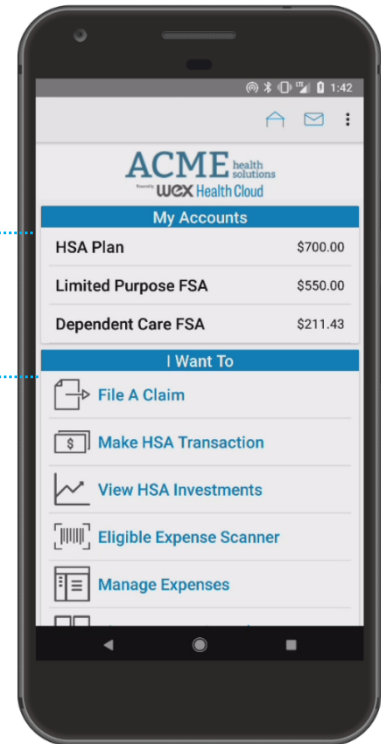 1:42
ACME health solutions
Powered by WEX Health Cloud
My Accounts
HSA Plan $700.00
Limited Purpose FSA $550.00
Dependent Care FSA $211.43
I Want To
File A Claim
$
Make HSA Transaction
View HSA Investments
Eligible Expense Scanner
Manage Expenses